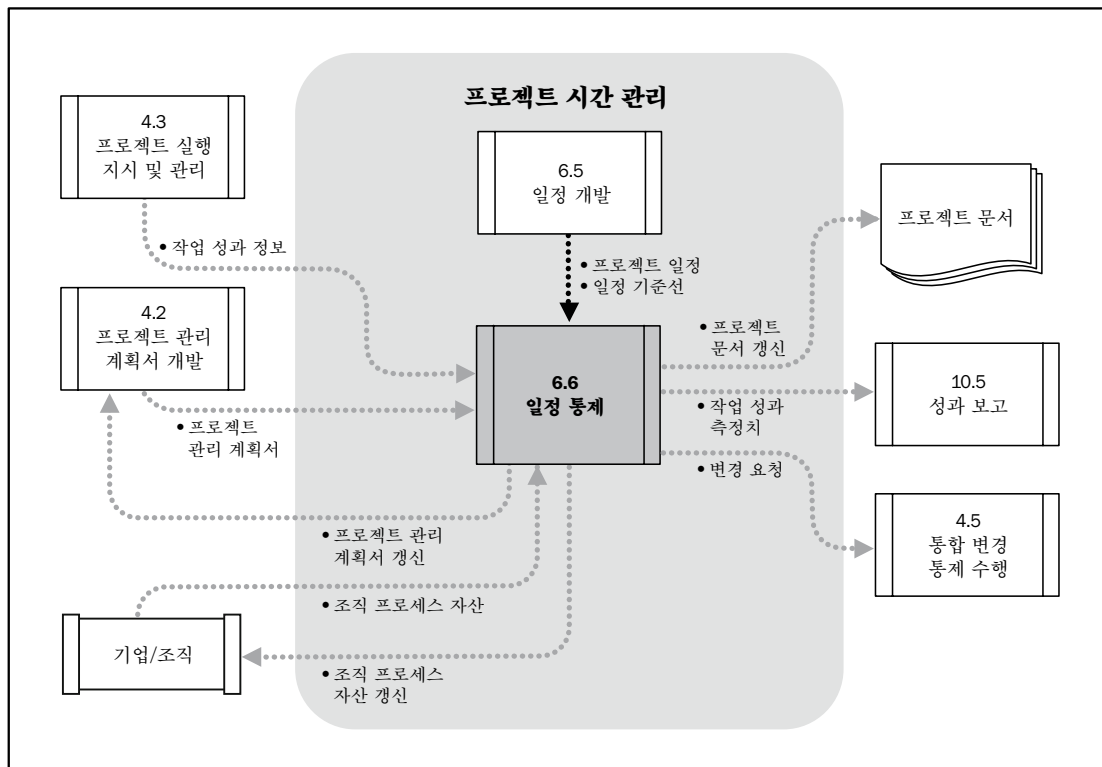 프로젝트 시간 관리
4.3
프로젝트 실행
지시 및 관리
6.5
일정 개발
프로젝트 문서
• 작업 성과 정보
• 프로젝트 일정
• 일정 기준선
4.2
프로젝트 관리
계획서 개발
• 프로젝트
문서 갱신
6.6
일정 통제
10.5
성과 보고
• 프로젝트
관리 계획서
• 작업 성과
측정치
• 변경 요청
4.5
통합 변경
통제 수행
• 프로젝트 관리
계획서 갱신
• 조직 프로세스 자산
기업/조직
• 조직 프로세스
자산 갱신